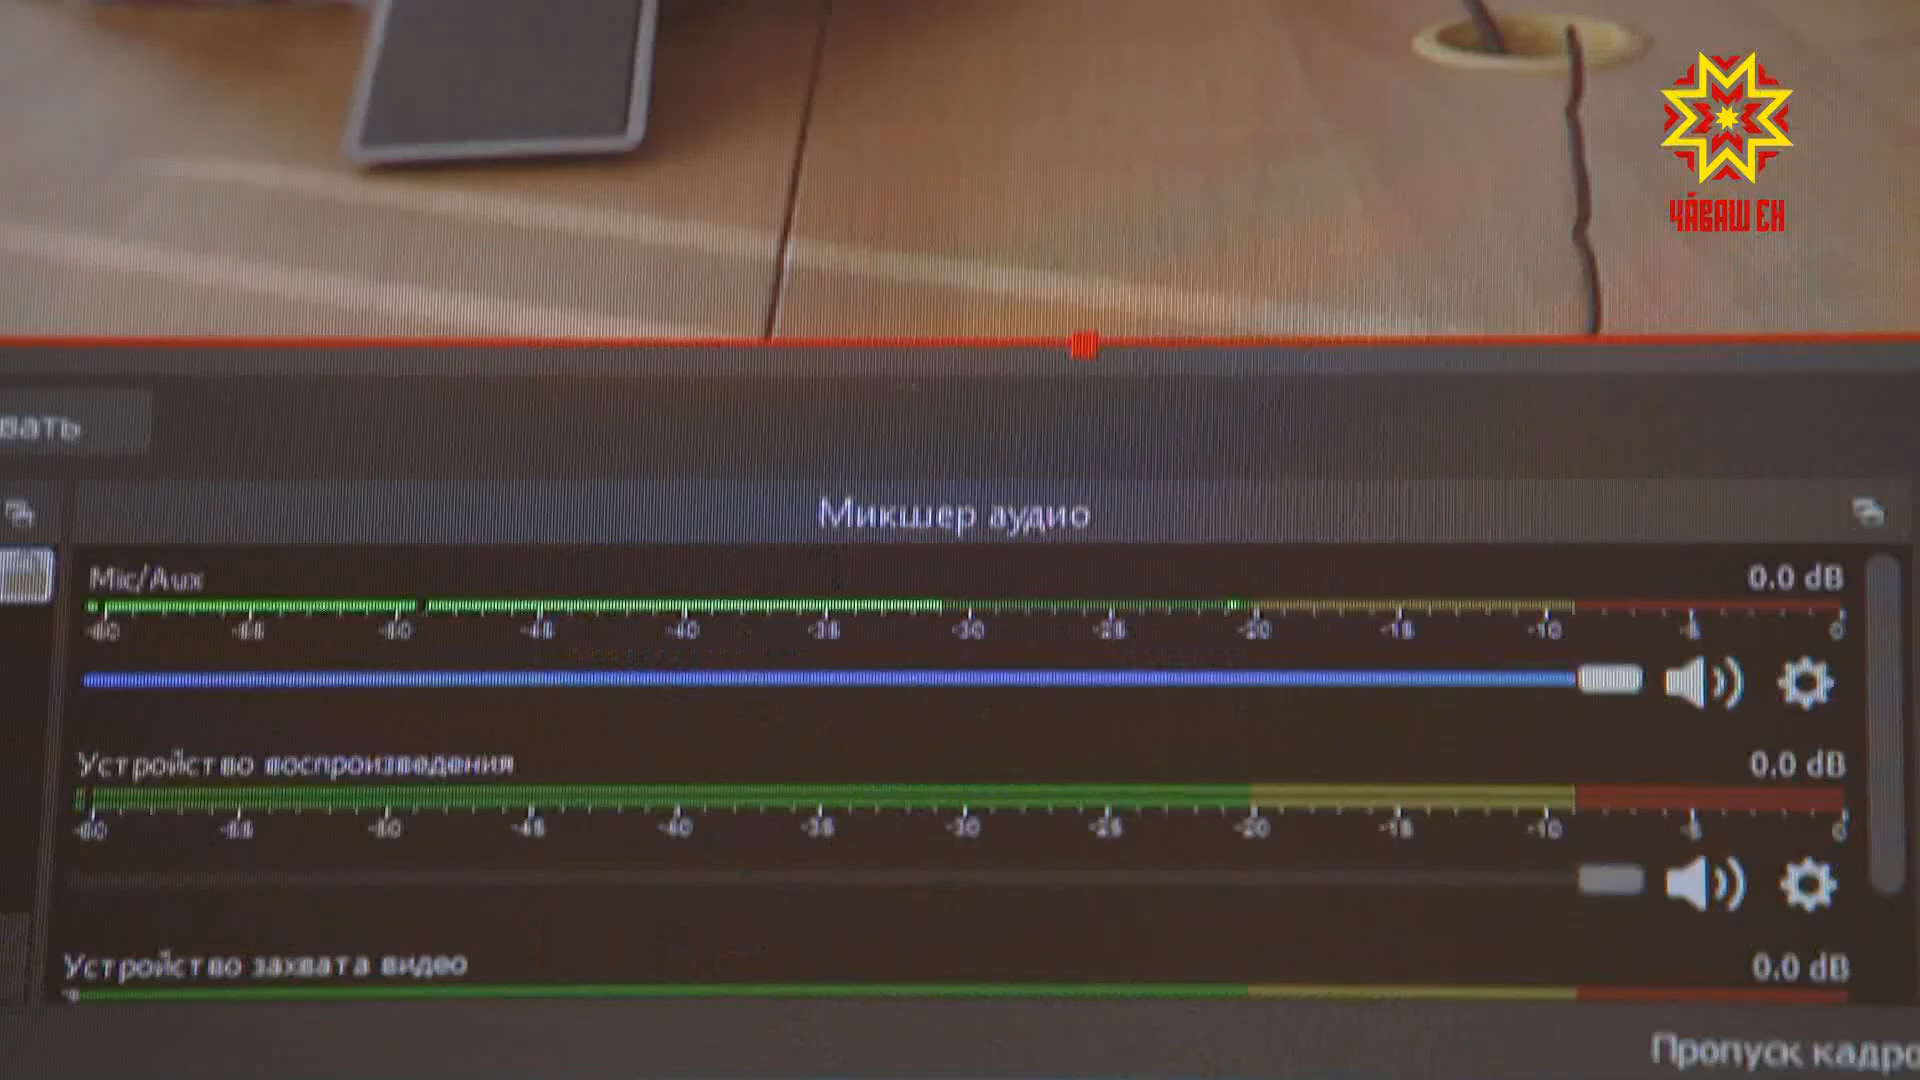 ЧӐВАШ ЕН
вать
Микшер аудио
Mic/Aux 0.0 dB
-60 -55 -50 -45 -40 -35 -30 -25 -20 -15 -10 -5 0
Устройство воспроизведения 0.0 dB
-60 -55 -50 -45 -40 -35 -30 -25 -20 -15 -10 -5 0
Устройство захвата видео 0.0 dB
Пропуск кадро